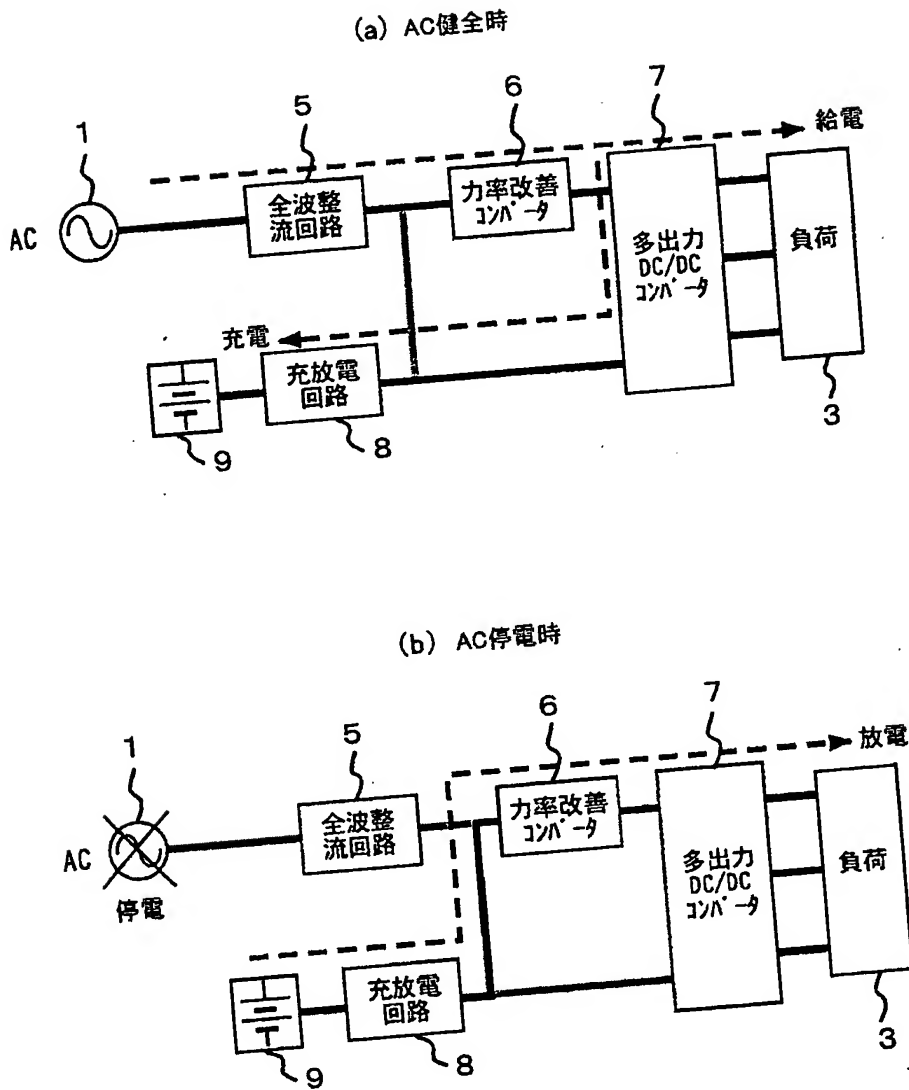 (a) AC健全時
1
5
6
7
給電
AC
全波整
流回路
力率改善
コンバータ
多出力
DC/DC
コンバータ
負荷
充電
充放電
回路
9
8
3
(b) AC停電時
1
5
6
7
放電
AC
停電
全波整
流回路
力率改善
コンバータ
多出力
DC/DC
コンバータ
負荷
充放電
回路
9
8
3